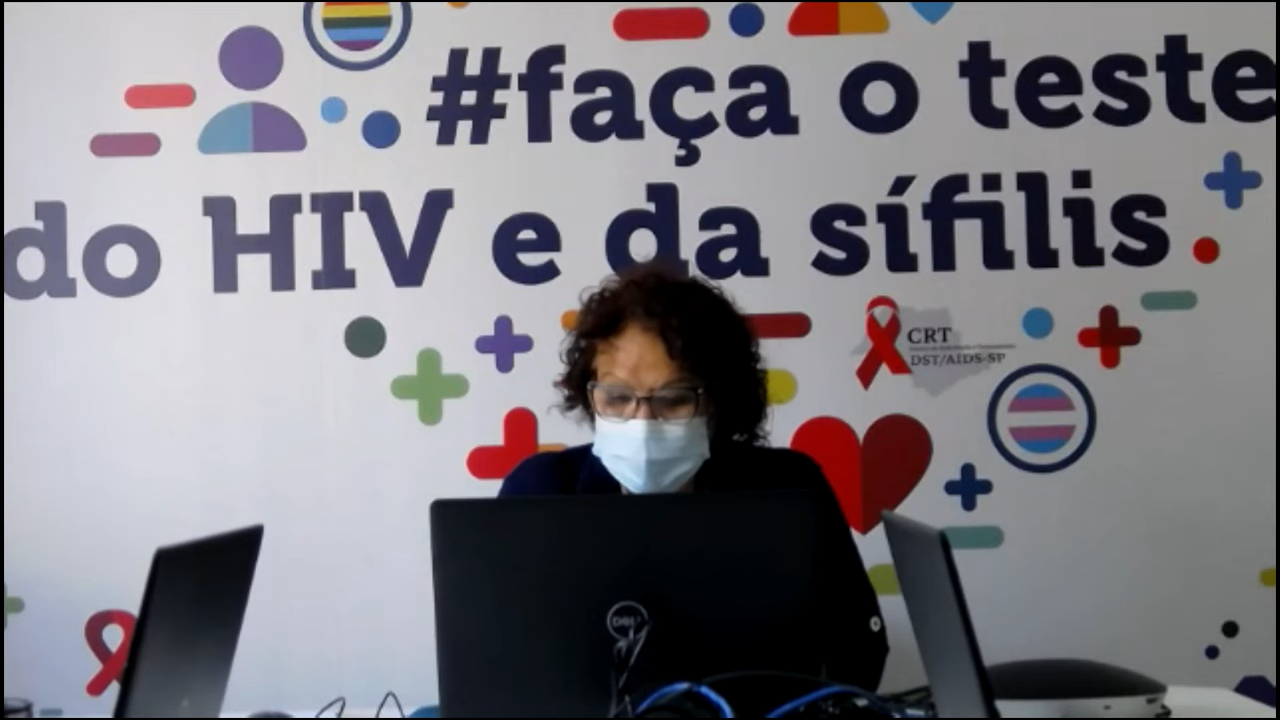 #faça o teste
do HIV e da sífilis
CRT
DST/AIDS-SP
DELL